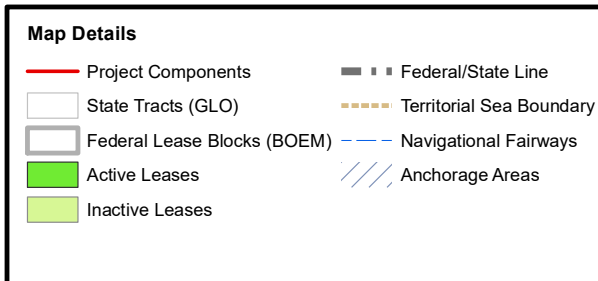 Map Details
Project Components
State Tracts (GLO)
Federal Lease Blocks (BOEM)
Active Leases
Inactive Leases
Federal/State Line
Territorial Sea Boundary
Navigational Fairways
Anchorage Areas